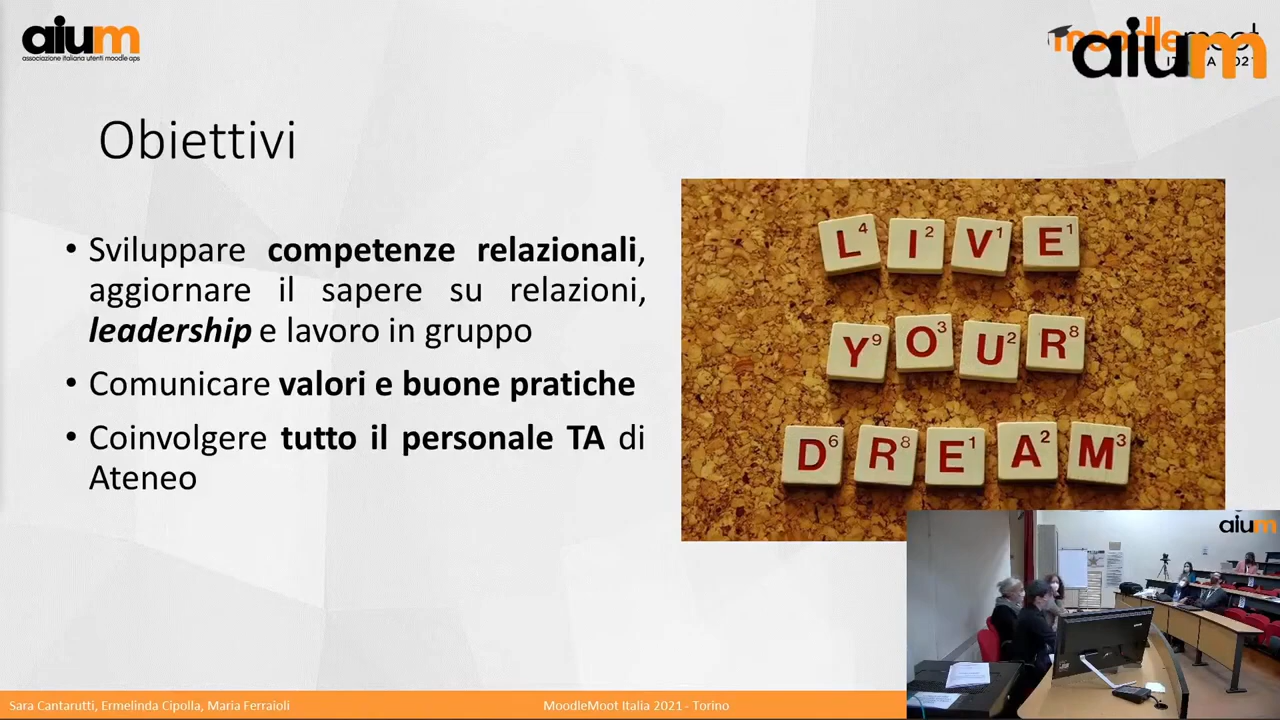 aium
associazione italiana utenti moodle aps
moodlemoot
aium
Obiettivi
• Sviluppare competenze relazionali,
aggiornare il sapere su relazioni,
leadership e lavoro in gruppo
• Comunicare valori e buone pratiche
• Coinvolgere tutto il personale TA di
Ateneo
L4 I2 V1 E1
Y9 O3 U2 R8
D6 R8 E1 A2 M3
aium
Sara Cantarutti, Ermelinda Cipolla, Maria Ferraioli
MoodleMoot Italia 2021 - Torino